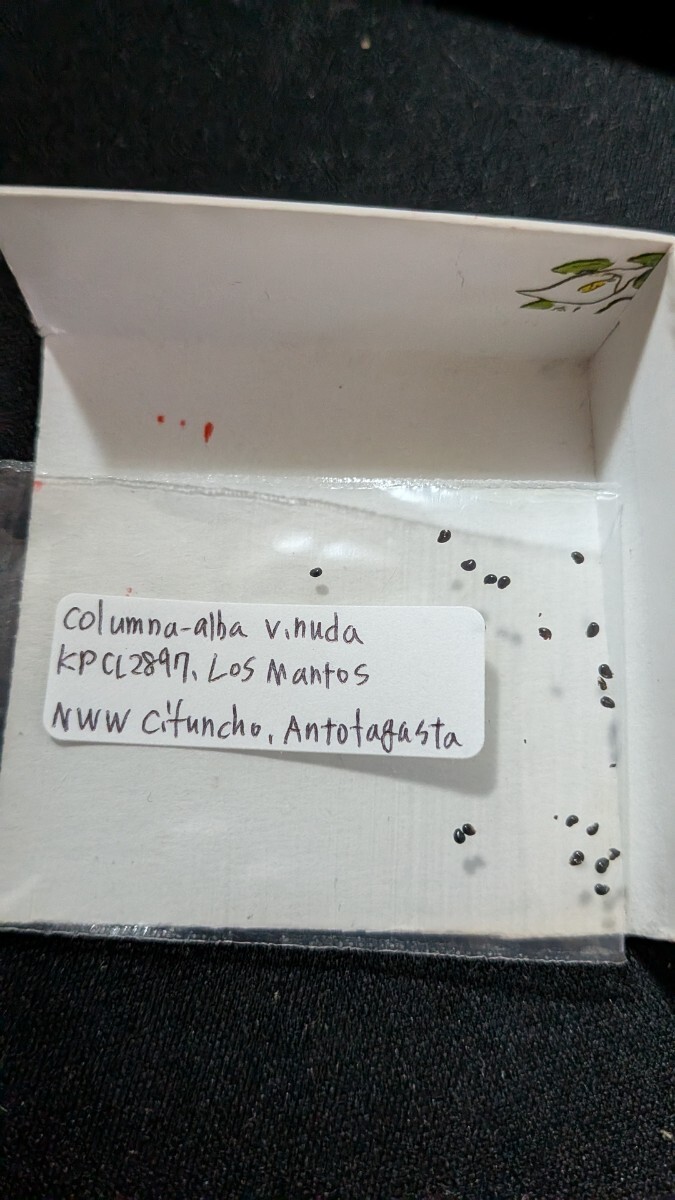 Columna-alba v.nuda
KPCL2897. Los Mantos
NWW Cifuncho, Antofagasta